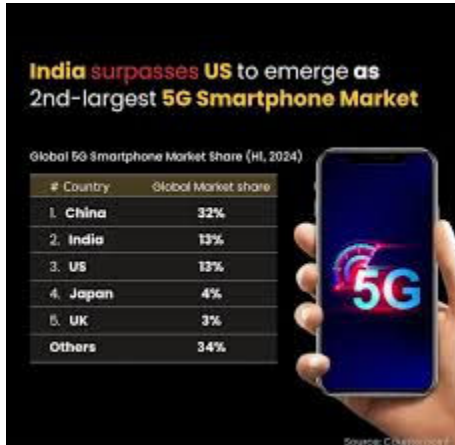 India surpasses US to emerge as
2nd-largest 5G Smartphone Market
Global 5G Smartphone Market Share (H1, 2024)
# Country Global Market share
1. China 32%
2. India 13%
3. US 13%
4. Japan 4%
5. UK 3%
Others 34%
5G
Source: Counterpoint